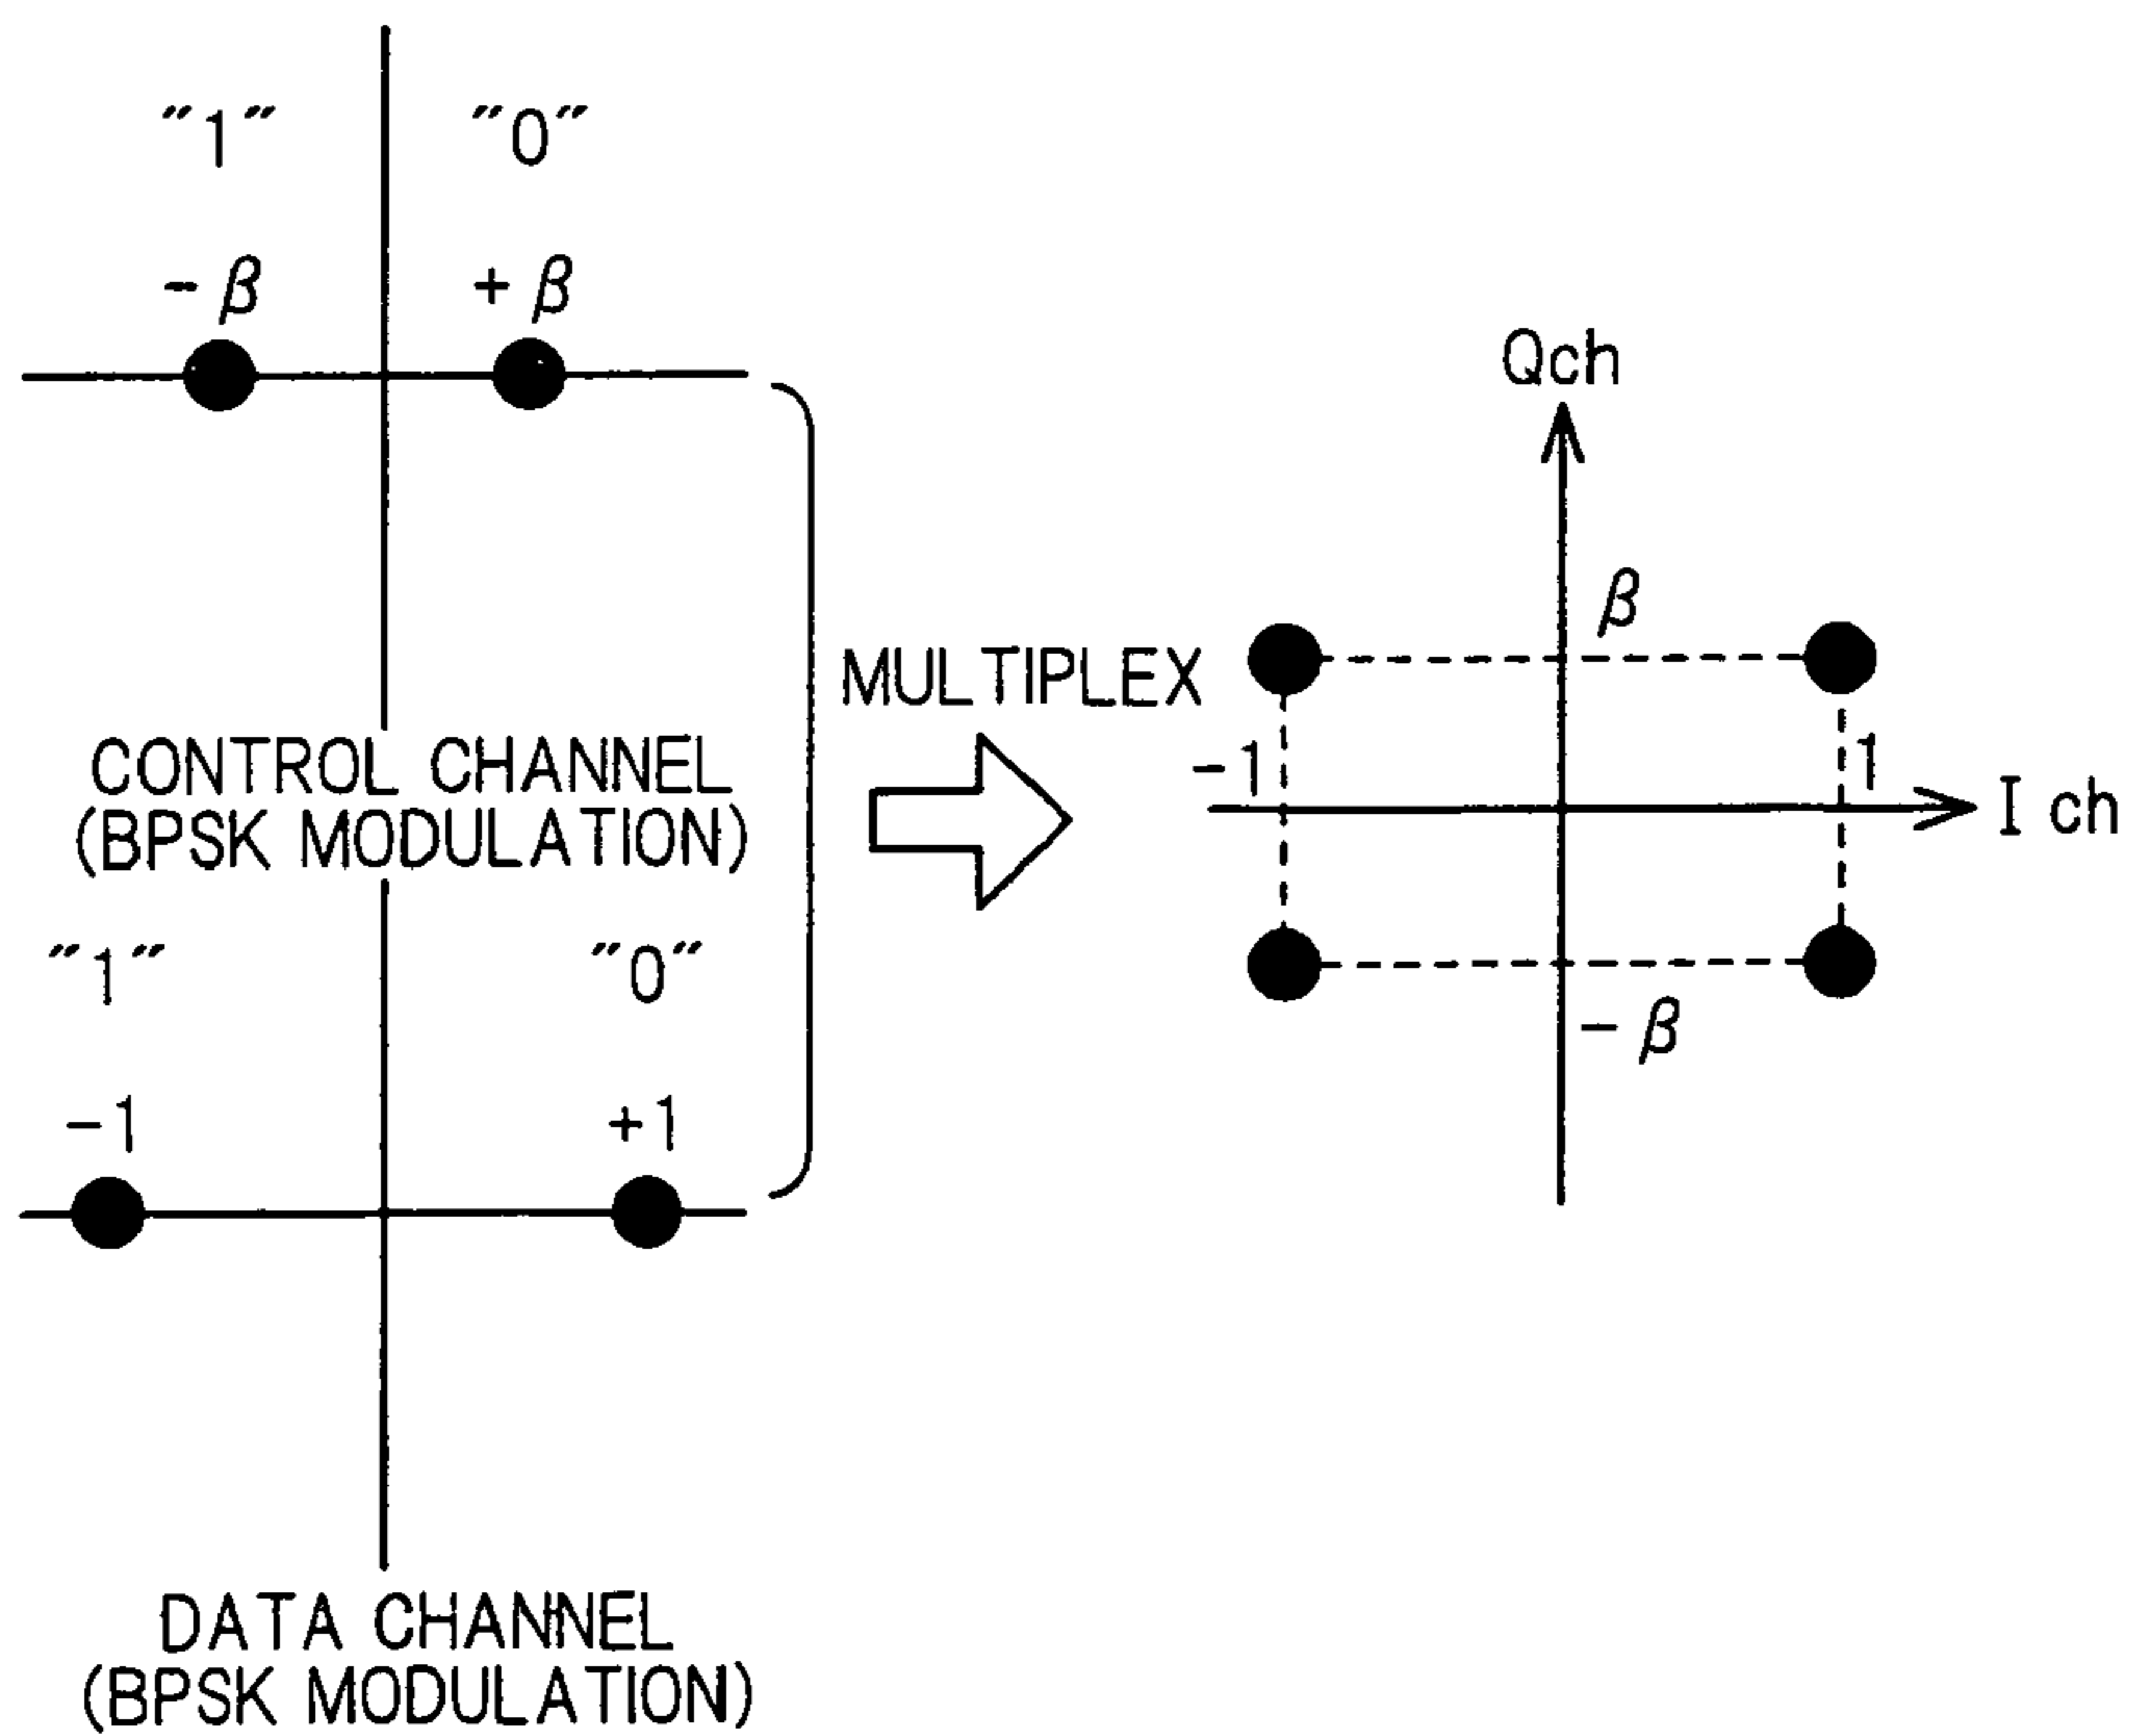 "1" "0"
-β +β
CONTROL CHANNEL
(BPSK MODULATION)
"1" "0"
-1 +1
DATA CHANNEL
(BPSK MODULATION)
MULTIPLEX
Qch
β
-1 1
I ch
-β